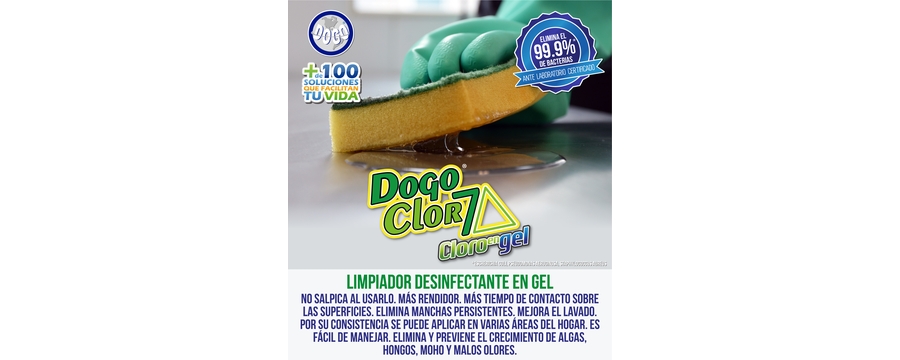 DOGO
ELIMINA EL
99.9%*
DE BACTERIAS
ANTE LABORATORIO CERTIFICADO
+ de 100
SOLUCIONES
QUE FACILITAN
TU VIDA
DOGO®
CLOR7
Cloro en gel
LIMPIADOR DESINFECTANTE EN GEL
NO SALPICA AL USARLO. MÁS RENDIDOR. MÁS TIEMPO DE CONTACTO SOBRE
LAS SUPERFICIES. ELIMINA MANCHAS PERSISTENTES. MEJORA EL LAVADO.
POR SU CONSISTENCIA SE PUEDE APLICAR EN VARIAS ÁREAS DEL HOGAR. ES
FÁCIL DE MANEJAR. ELIMINA Y PREVIENE EL CRECIMIENTO DE ALGAS,
HONGOS, MOHO Y MALOS OLORES.